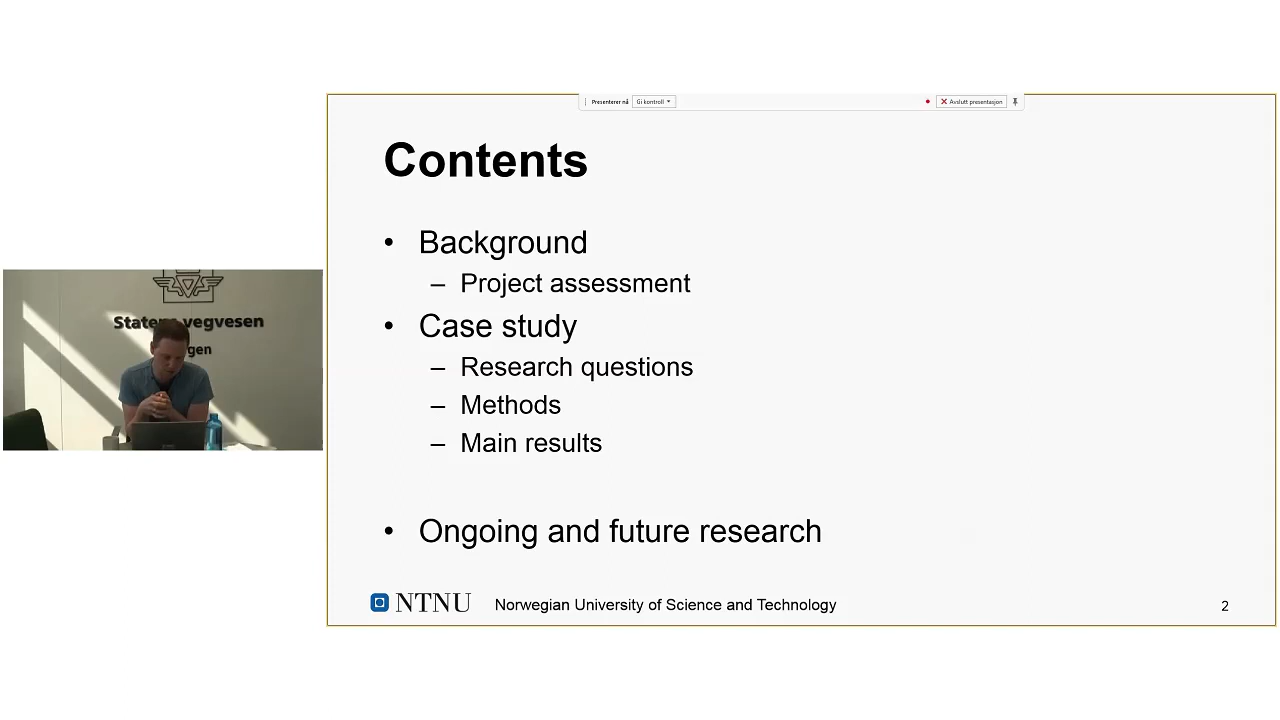 Presenterer nå Gi kontroll Avslutt presentasjon
Contents
• Background
– Project assessment
• Case study
– Research questions
– Methods
– Main results
• Ongoing and future research
NTNU Norwegian University of Science and Technology 2
Statens vegvesen
gen